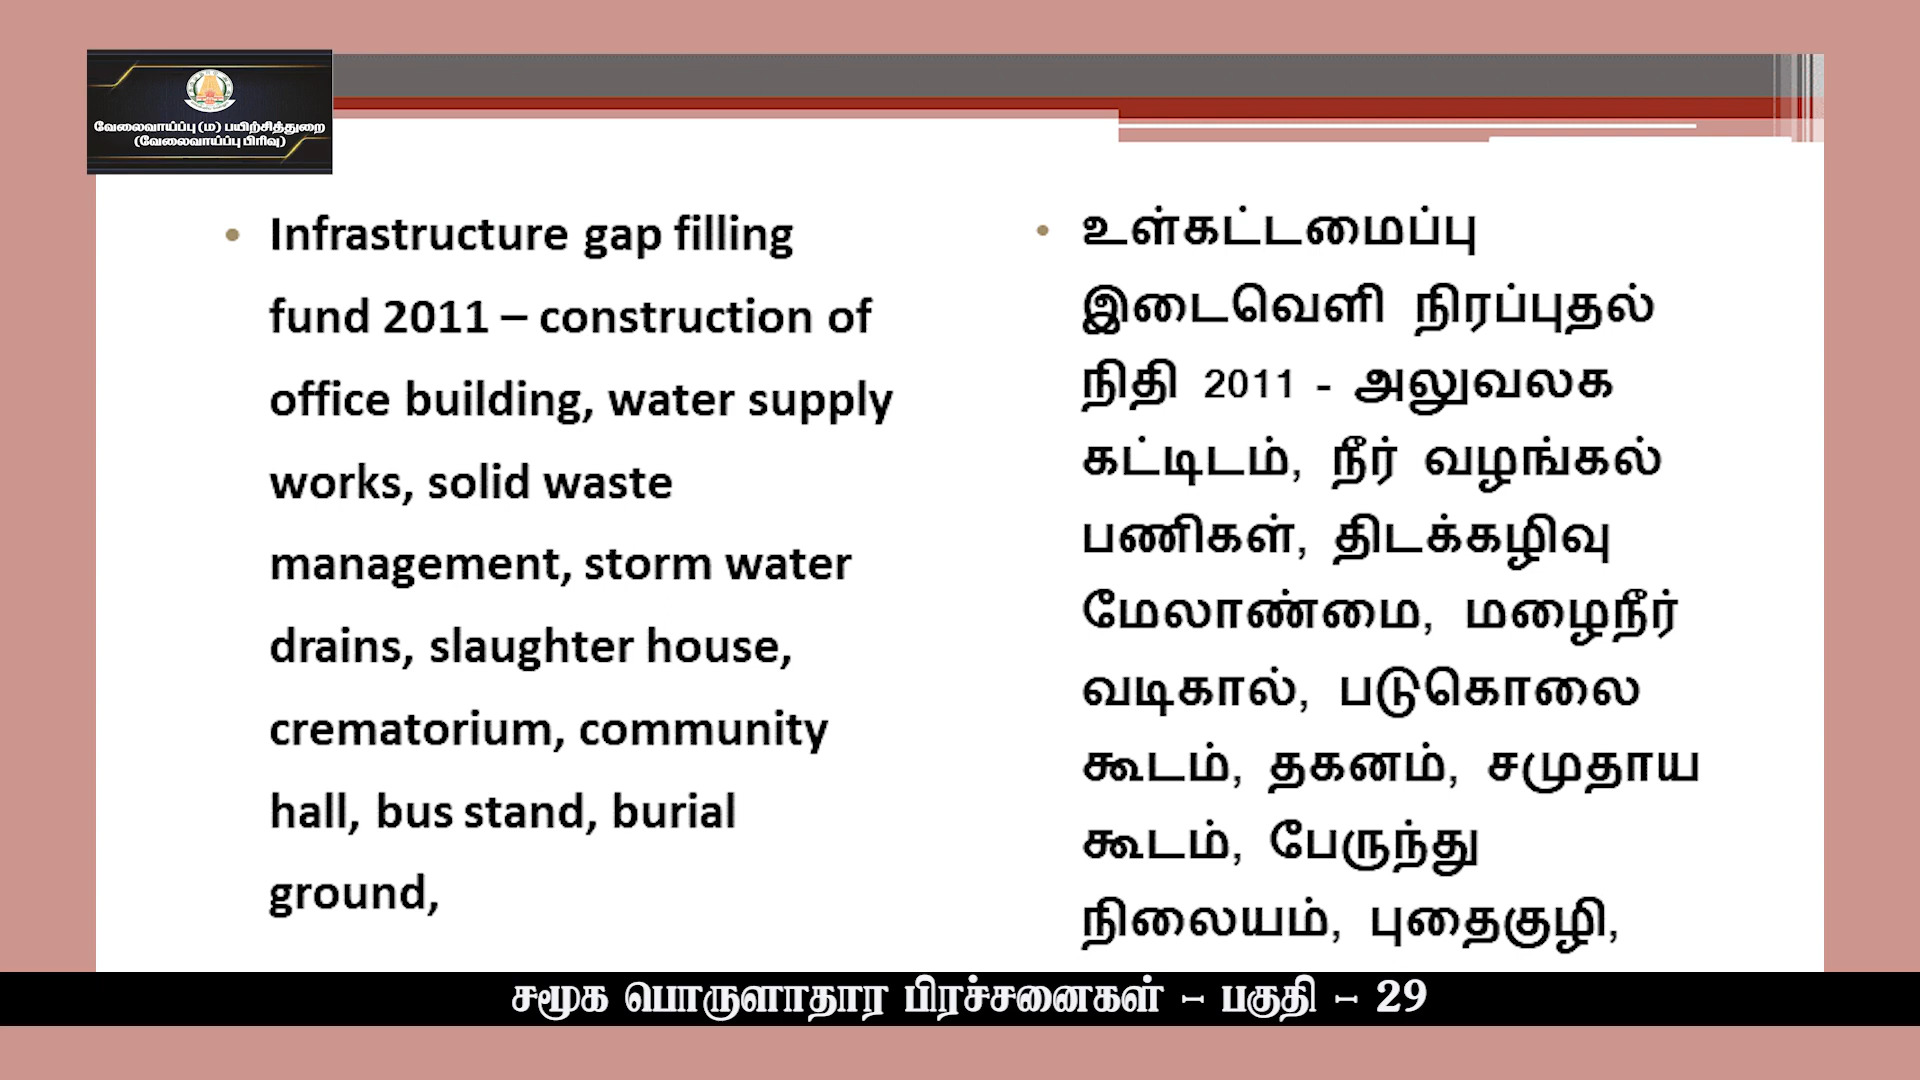 வேலைவாய்ப்பு (ம) பயிற்சித்துறை
(வேலைவாய்ப்பு பிரிவு)
• Infrastructure gap filling
fund 2011 – construction of
office building, water supply
works, solid waste
management, storm water
drains, slaughter house,
crematorium, community
hall, bus stand, burial
ground,
• உள்கட்டமைப்பு
இடைவெளி நிரப்புதல்
நிதி 2011 - அலுவலக
கட்டிடம், நீர் வழங்கல்
பணிகள், திடக்கழிவு
மேலாண்மை, மழைநீர்
வடிகால், படுகொலை
கூடம், தகனம், சமுதாய
கூடம், பேருந்து
நிலையம், புதைகுழி,
சமூக பொருளாதார பிரச்சனைகள் – பகுதி – 29